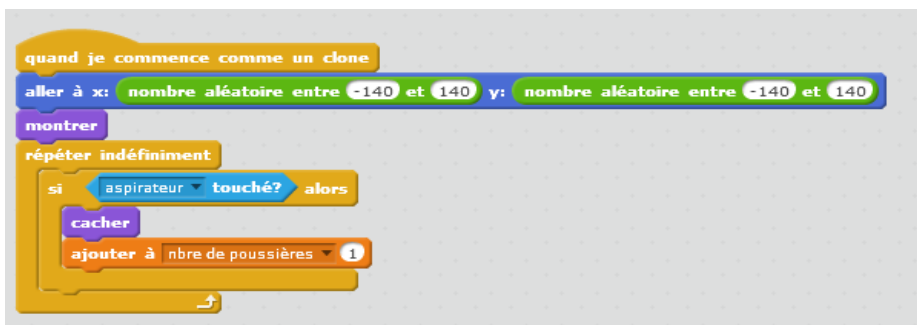 quand je commence comme un clone
aller à x: nombre aléatoire entre -140 et 140 y: nombre aléatoire entre -140 et 140
montrer
répéter indéfiniment
si aspirateur touché? alors
cacher
ajouter à nbre de poussières 1